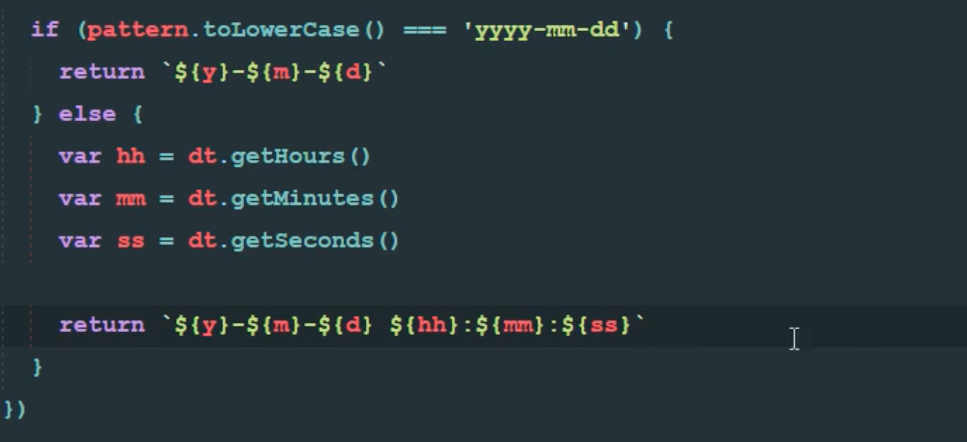 if (pattern.toLowerCase() === 'yyyy-mm-dd') {
return `${y}-${m}-${d}`
} else {
var hh = dt.getHours()
var mm = dt.getMinutes()
var ss = dt.getSeconds()
return `${y}-${m}-${d} ${hh}:${mm}:${ss}`
}
})